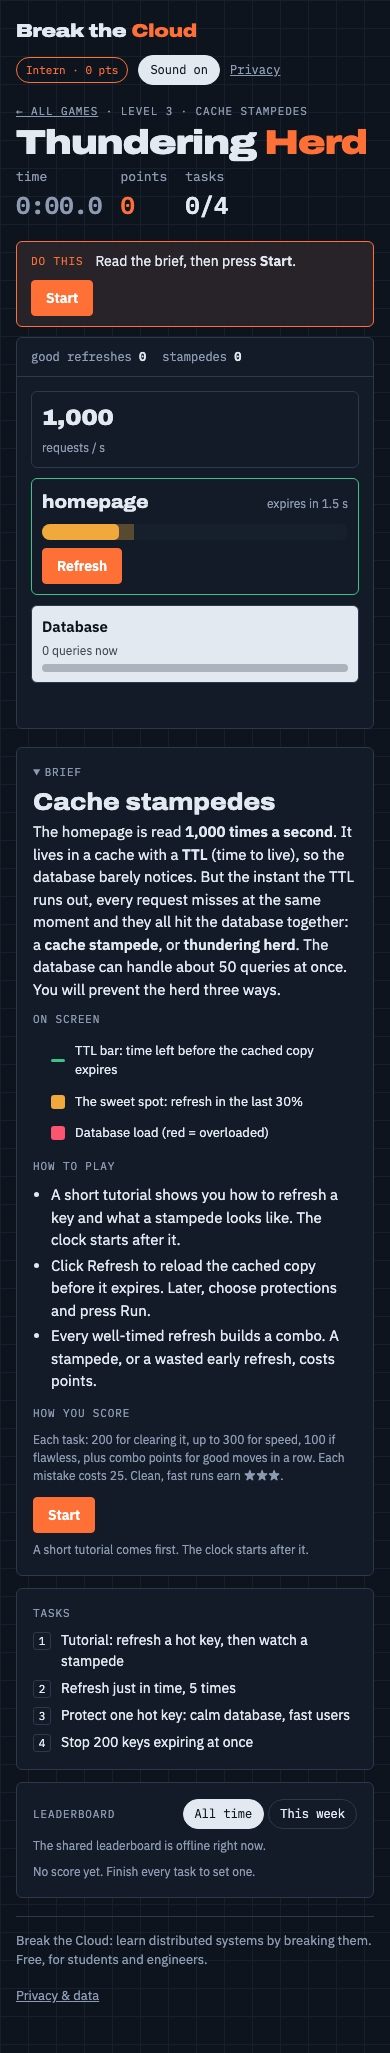 Break the Cloud
Intern · 0 pts
Sound on
Privacy
← ALL GAMES · LEVEL 3 · CACHE STAMPEDES
Thundering Herd
time points tasks
0:00.0 0 0/4
DO THIS Read the brief, then press Start.
Start
good refreshes 0 stampedes 0
1,000
requests / s
homepage expires in 1.5 s
Refresh
Database
0 queries now
▼ BRIEF
Cache stampedes
The homepage is read 1,000 times a second. It
lives in a cache with a TTL (time to live), so the
database barely notices. But the instant the TTL
runs out, every request misses at the same
moment and they all hit the database together:
a cache stampede, or thundering herd. The
database can handle about 50 queries at once.
You will prevent the herd three ways.
ON SCREEN
TTL bar: time left before the cached copy
expires
The sweet spot: refresh in the last 30%
Database load (red = overloaded)
HOW TO PLAY
• A short tutorial shows you how to refresh a
key and what a stampede looks like. The
clock starts after it.
• Click Refresh to reload the cached copy
before it expires. Later, choose protections
and press Run.
• Every well-timed refresh builds a combo. A
stampede, or a wasted early refresh, costs
points.
HOW YOU SCORE
Each task: 200 for clearing it, up to 300 for speed, 100 if
flawless, plus combo points for good moves in a row. Each
mistake costs 25. Clean, fast runs earn ★★★.
Start
A short tutorial comes first. The clock starts after it.
TASKS
1 Tutorial: refresh a hot key, then watch a
stampede
2 Refresh just in time, 5 times
3 Protect one hot key: calm database, fast users
4 Stop 200 keys expiring at once
LEADERBOARD All time This week
The shared leaderboard is offline right now.
No score yet. Finish every task to set one.
Break the Cloud: learn distributed systems by breaking them.
Free, for students and engineers.
Privacy & data